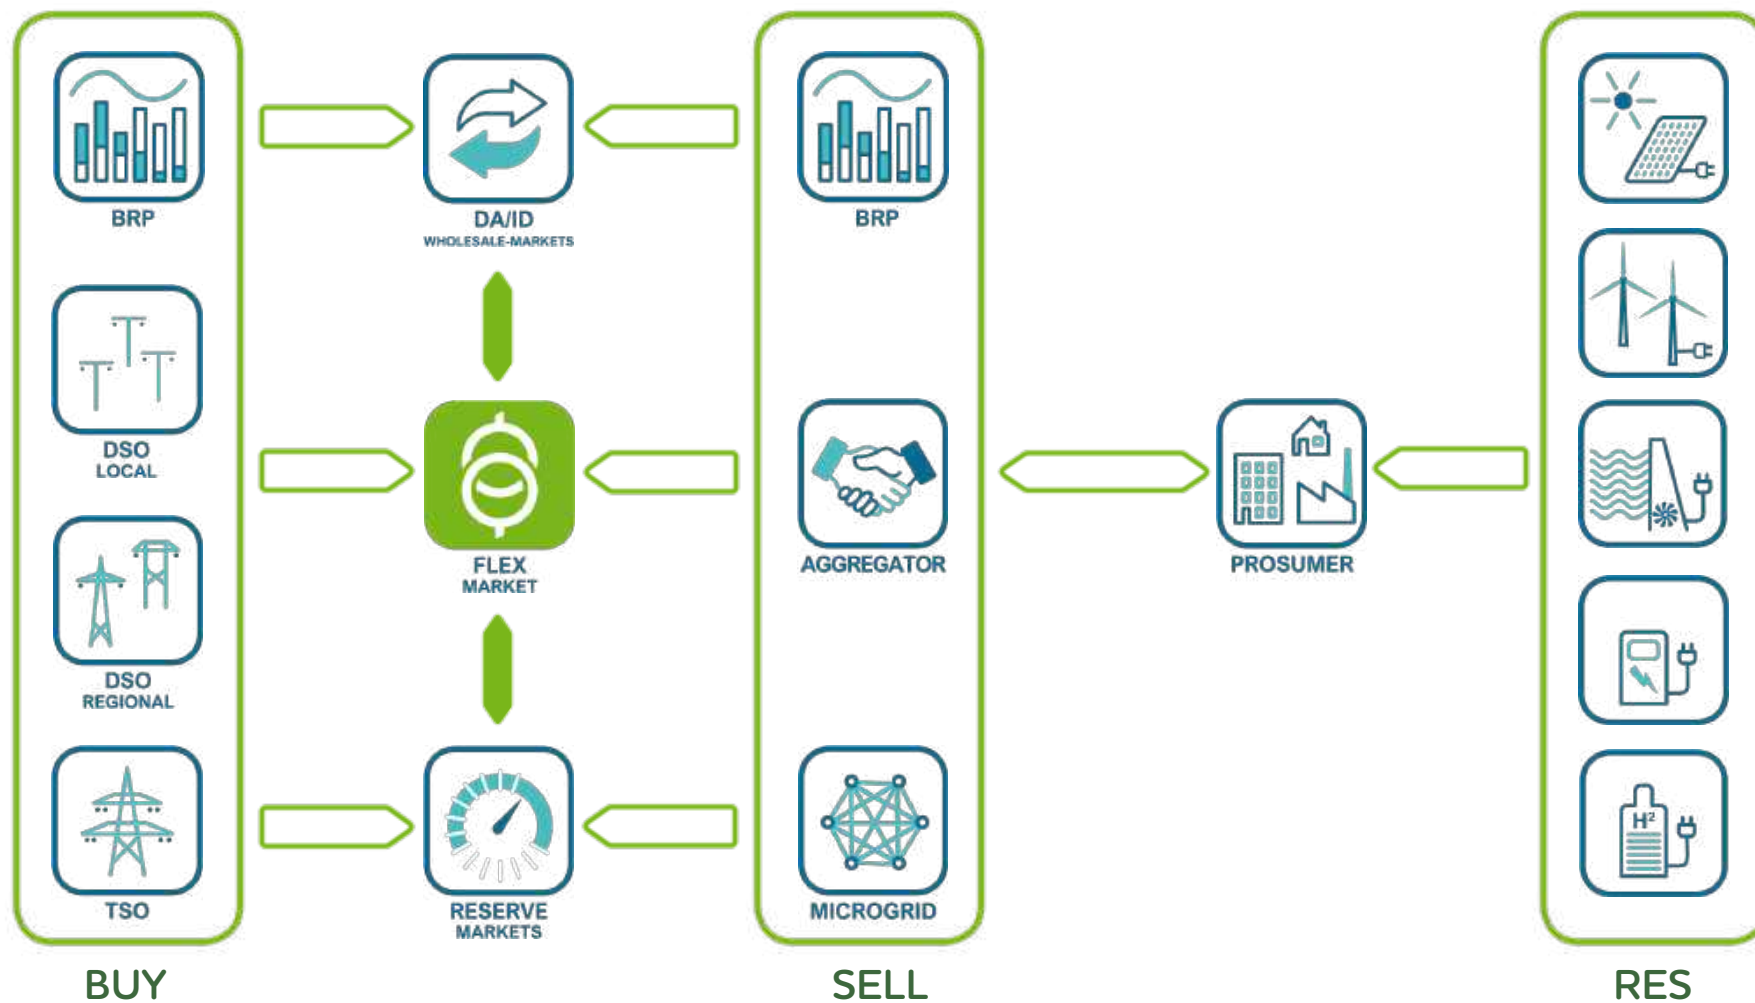 BRP
DSO
LOCAL
DSO
REGIONAL
TSO
BUY
DA/ID
WHOLESALE-MARKETS
FLEX
MARKET
RESERVE
MARKETS
BRP
AGGREGATOR
MICROGRID
SELL
PROSUMER
H²
RES